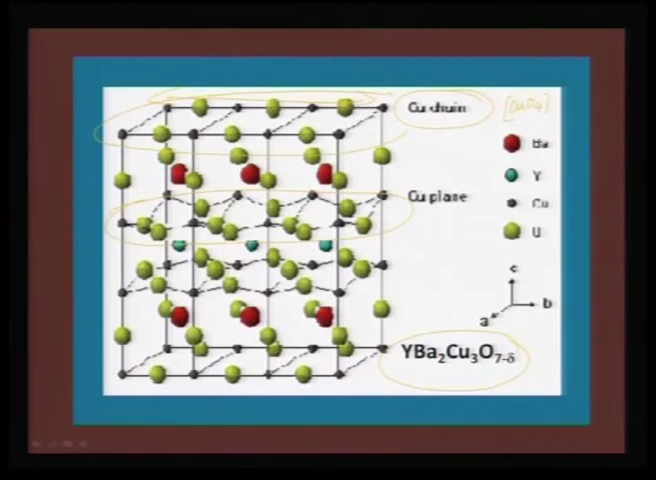 Cu chain [CuO4]
Ba
Y
Cu plane
Cu
O
c
b
a
YBa₂Cu₃O₇₋δ